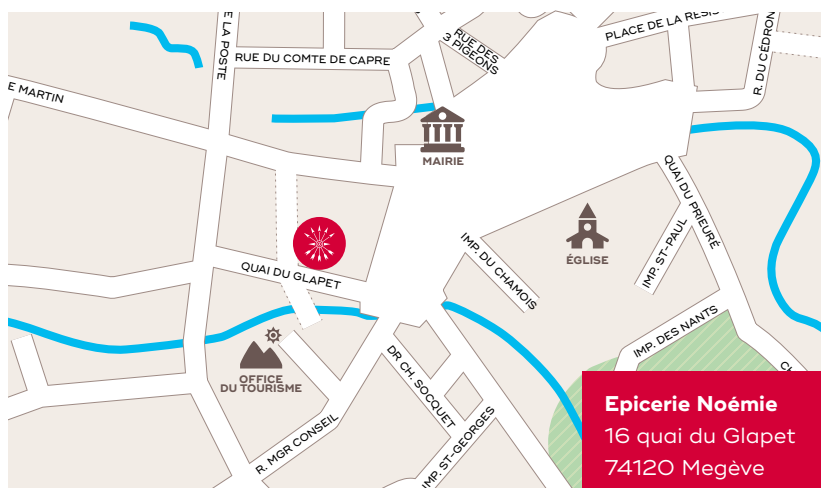 E LA POSTE
RUE DU COMTE DE CAPRE
RUE DES
3 PIGEONS
PLACE DE LA RÉSIS
R. DU CÉDRON
E MARTIN
MAIRIE
QUAI DU PRIEURÉ
IMP. ST-PAUL
ÉGLISE
IMP. DU CHAMOIS
QUAI DU GLAPET
IMP. DES NANTS
CH
OFFICE
DU TOURISME
DR CH. SOCQUET
R. MGR CONSEIL
IMP. ST-GEORGES
Epicerie Noémie
16 quai du Glapet
74120 Megève